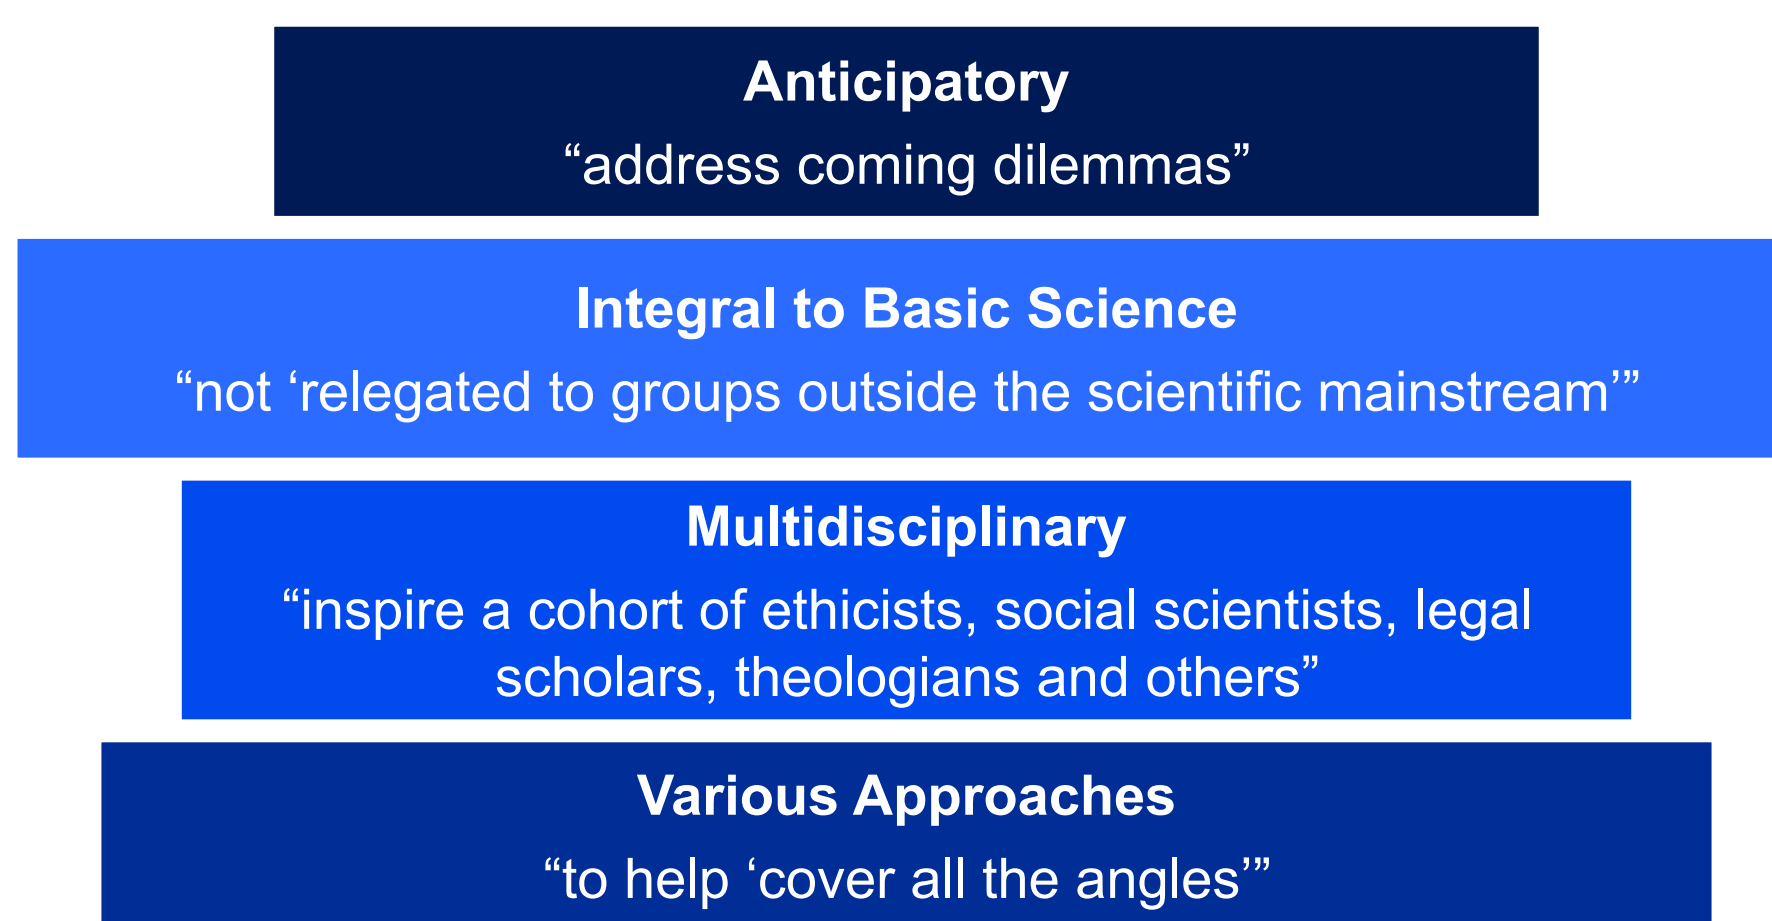 Anticipatory
“address coming dilemmas”
Integral to Basic Science
“not ‘relegated to groups outside the scientific mainstream’”
Multidisciplinary
“inspire a cohort of ethicists, social scientists, legal
scholars, theologians and others”
Various Approaches
“to help ‘cover all the angles’”